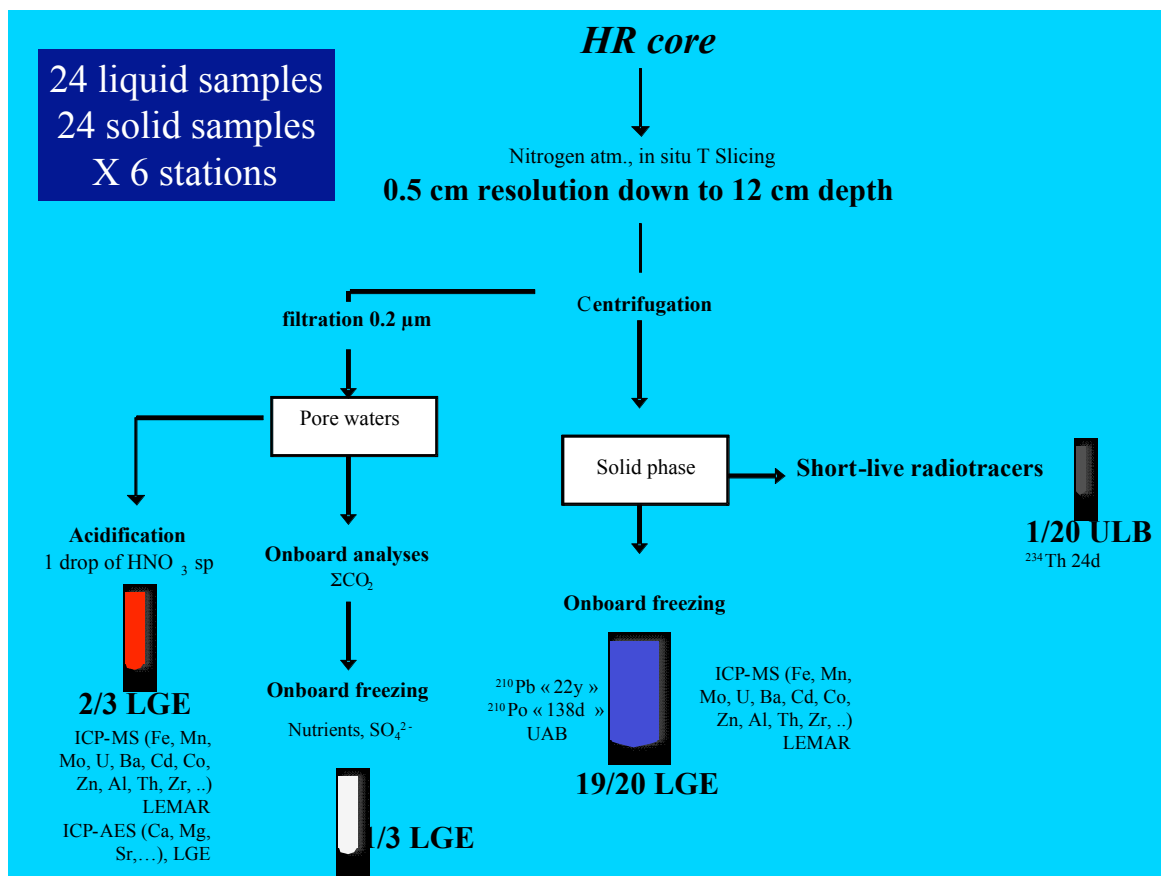 HR core
24 liquid samples
24 solid samples
X 6 stations
Nitrogen atm., in situ T Slicing
0.5 cm resolution down to 12 cm depth
Centrifugation
filtration 0.2 µm
Pore waters
Solid phase
Short-live radiotracers
1/20 ULB
²³⁴Th 24d
Acidification
1 drop of HNO₃ sp
2/3 LGE
ICP-MS (Fe, Mn,
Mo, U, Ba, Cd, Co,
Zn, Al, Th, Zr, ..)
LEMAR
ICP-AES (Ca, Mg,
Sr,…), LGE
Onboard analyses
ΣCO₂
Onboard freezing
Nutrients, SO₄²⁻
1/3 LGE
Onboard freezing
²¹⁰Pb « 22y »
²¹⁰Po « 138d »
UAB
ICP-MS (Fe, Mn,
Mo, U, Ba, Cd, Co,
Zn, Al, Th, Zr, ..)
LEMAR
19/20 LGE